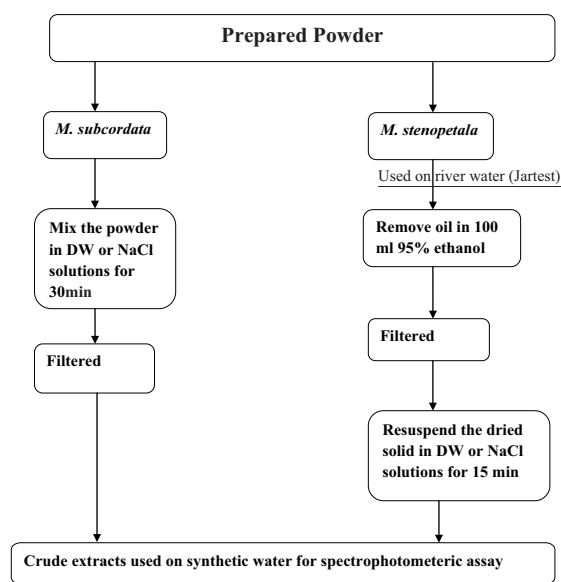 Prepared Powder
M. subcordata
M. stenopetala
Used on river water (Jartest)
Mix the powder
in DW or NaCl
solutions for
30min
Remove oil in 100
ml 95% ethanol
Filtered
Filtered
Resuspend the dried
solid in DW or NaCl
solutions for 15 min
Crude extracts used on synthetic water for spectrophotometeric assay